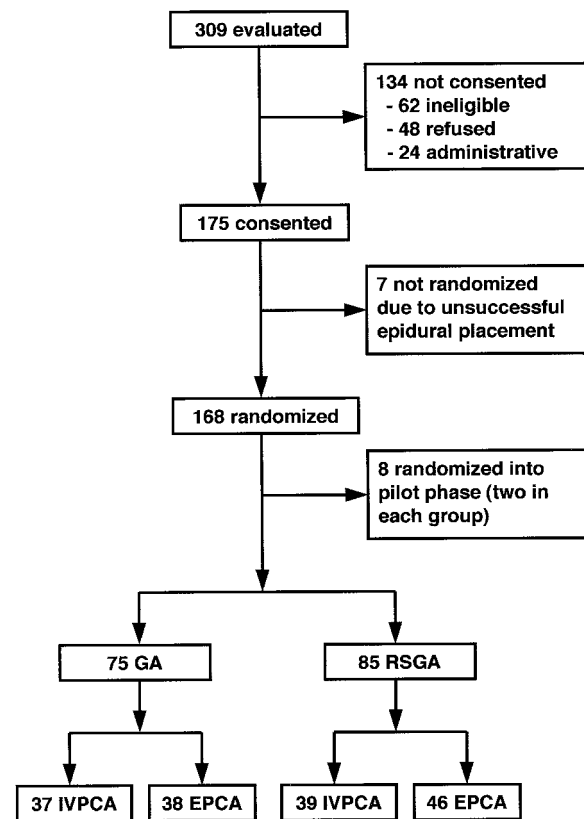 309 evaluated
134 not consented
- 62 ineligible
- 48 refused
- 24 administrative
175 consented
7 not randomized
due to unsuccessful
epidural placement
168 randomized
8 randomized into
pilot phase (two in
each group)
75 GA
85 RSGA
37 IVPCA
38 EPCA
39 IVPCA
46 EPCA